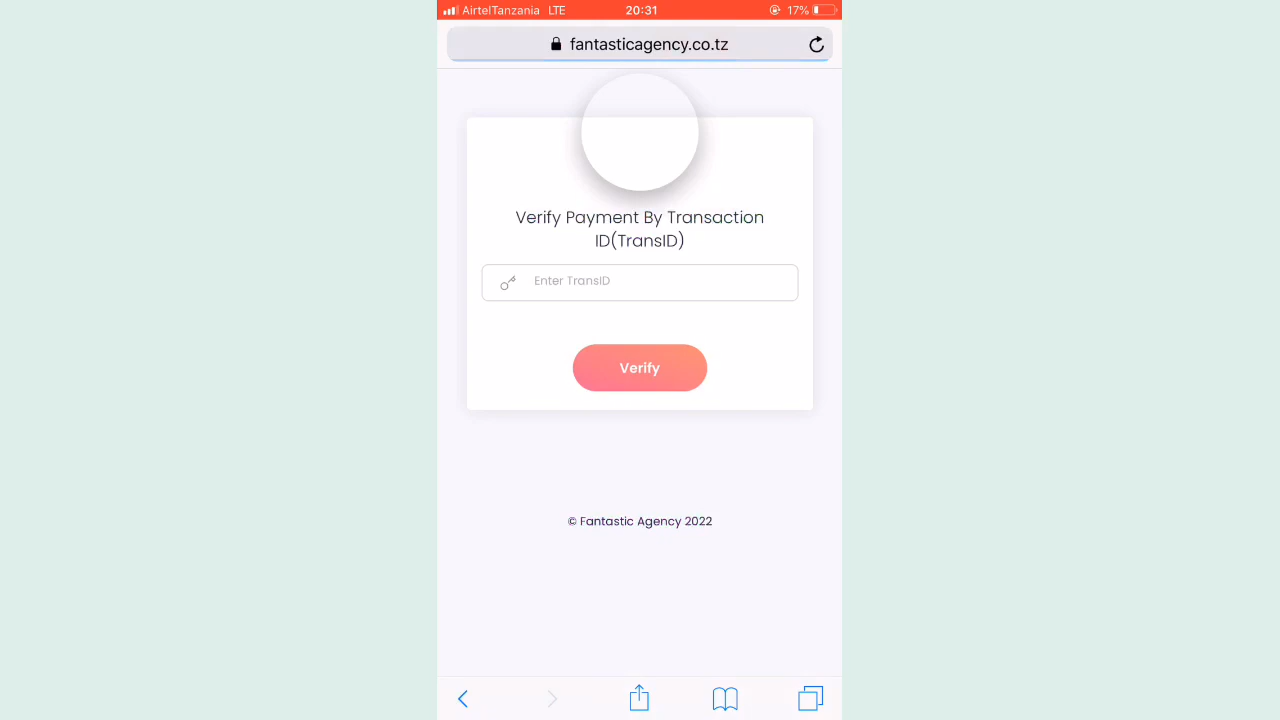 AirtelTanzania LTE 20:31 17%
fantasticagency.co.tz
Verify Payment By Transaction
ID(TransID)
Enter TransID
Verify
© Fantastic Agency 2022